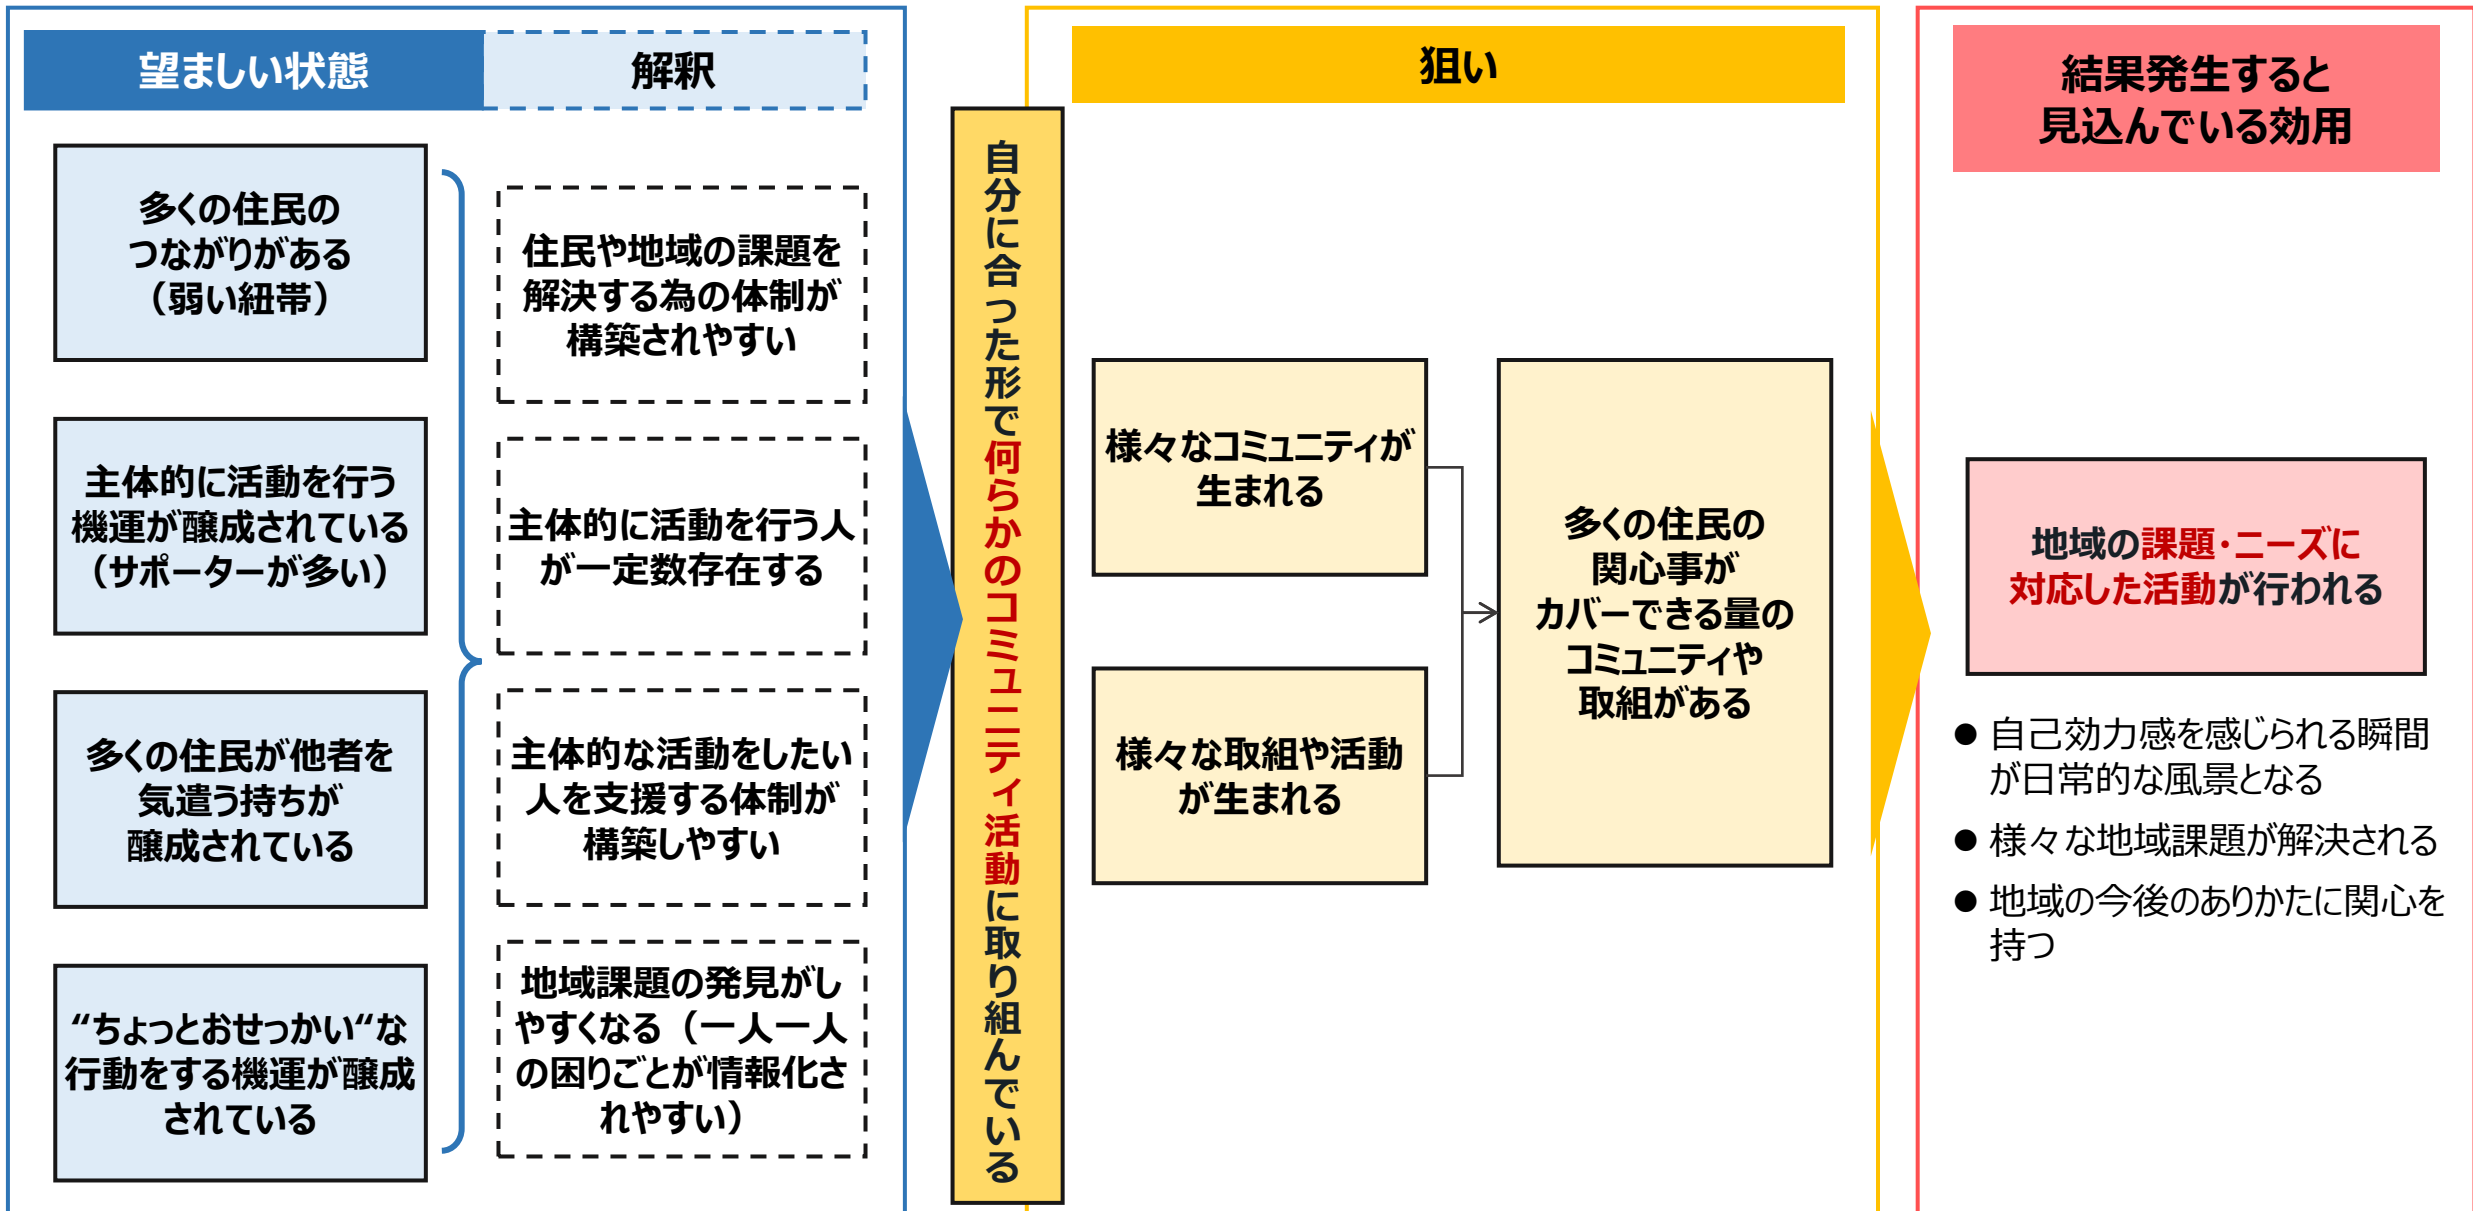 望ましい状態
解釈
多くの住民の
つながりがある
（弱い紐帯）
主体的に活動を行う
機運が醸成されている
（サポーターが多い）
多くの住民が他者を
気遣う持ちが
醸成されている
“ちょっとおせっかい“な
行動をする機運が醸成
されている
住民や地域の課題を
解決する為の体制が
構築されやすい
主体的に活動を行う人
が一定数存在する
主体的な活動をしたい
人を支援する体制が
構築しやすい
地域課題の発見がし
やすくなる（一人一人
の困りごとが情報化さ
れやすい）
自分に合った形で何らかのコミュニティ活動に取り組んでいる
狙い
様々なコミュニティが
生まれる
様々な取組や活動
が生まれる
多くの住民の
関心事が
カバーできる量の
コミュニティや
取組がある
結果発生すると
見込んでいる効用
地域の課題・ニーズに
対応した活動が行われる
● 自己効力感を感じられる瞬間
が日常的な風景となる
● 様々な地域課題が解決される
● 地域の今後のありかたに関心を
持つ